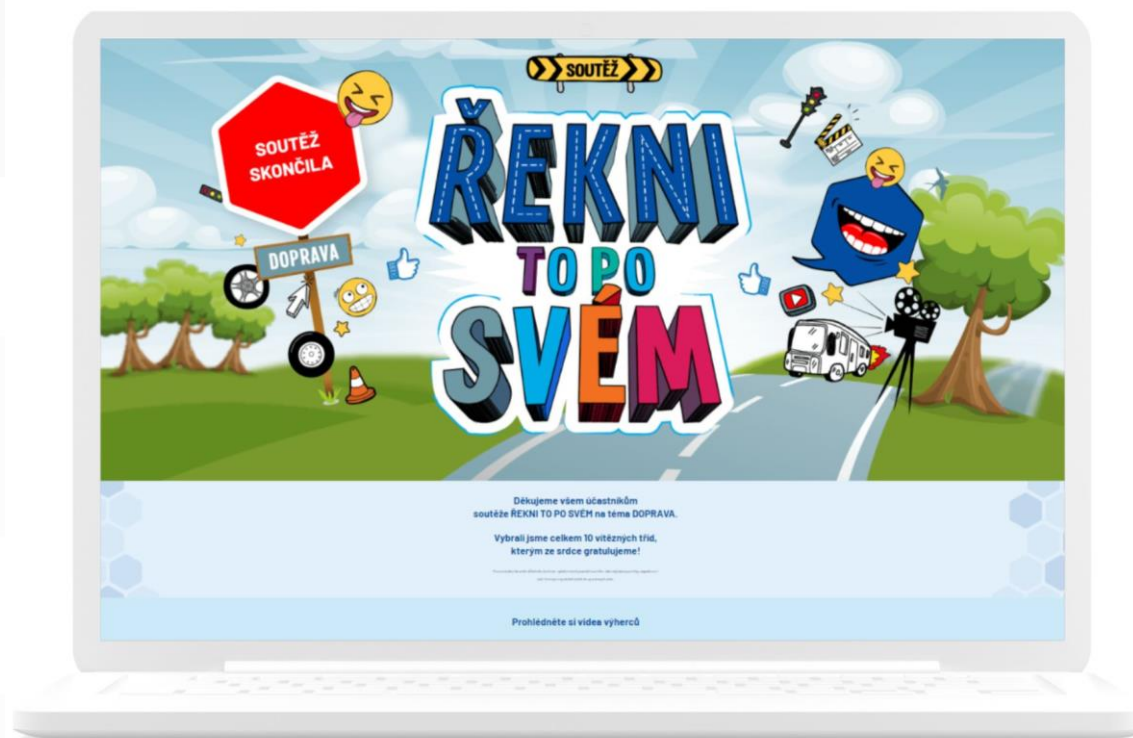 SOUTĚŽ
SOUTĚŽ
SKONČILA
ŘEKNI
TO PO
SVÉM
DOPRAVA
Děkujeme všem účastníkům
soutěže ŘEKNI TO PO SVÉM na téma DOPRAVA.
Vybrali jsme celkem 10 vítězných tříd,
kterým ze srdce gratulujeme!
Prohlédněte si videa výherců